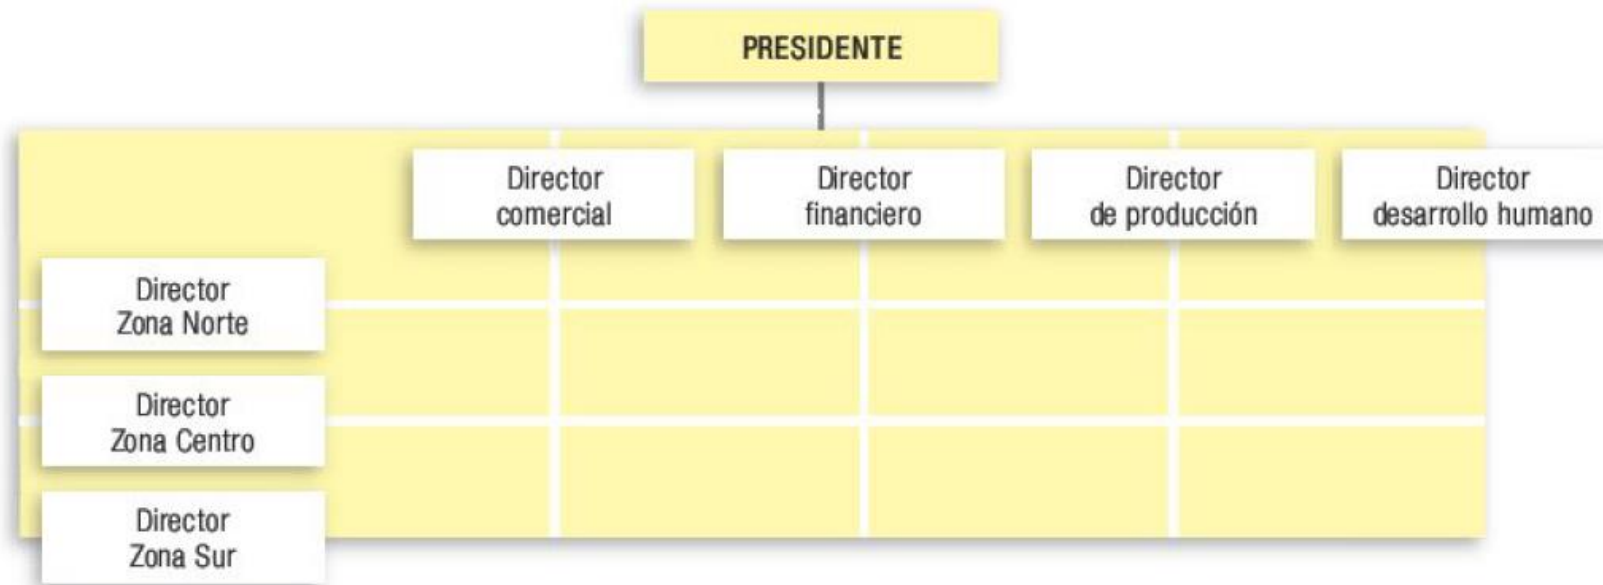 PRESIDENTE
Director
comercial
Director
financiero
Director
de producción
Director
desarrollo humano
Director
Zona Norte
Director
Zona Centro
Director
Zona Sur